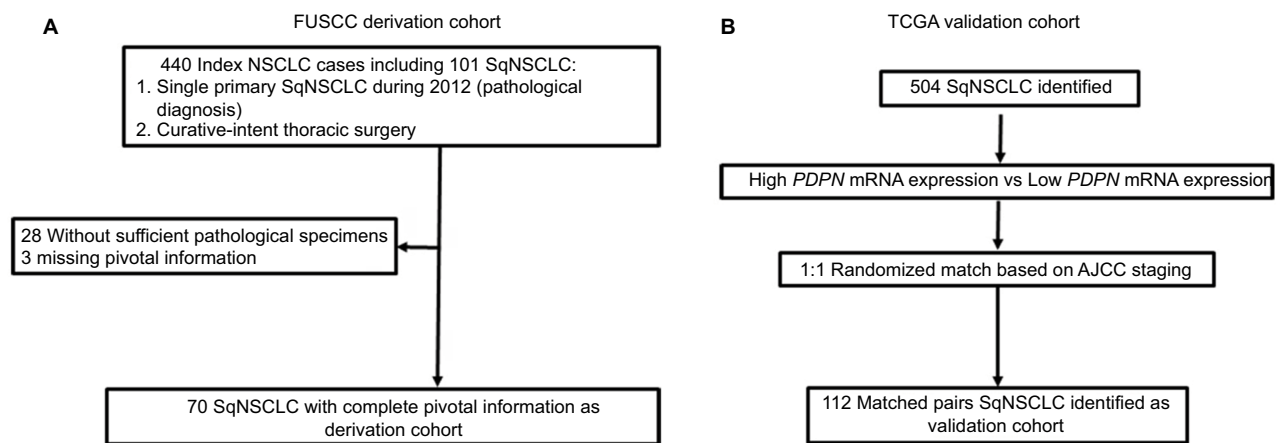 A
FUSCC derivation cohort
440 Index NSCLC cases including 101 SqNSCLC:
1. Single primary SqNSCLC during 2012 (pathological
diagnosis)
2. Curative-intent thoracic surgery
28 Without sufficient pathological specimens
3 missing pivotal information
70 SqNSCLC with complete pivotal information as
derivation cohort
B
TCGA validation cohort
504 SqNSCLC identified
High PDPN mRNA expression vs Low PDPN mRNA expression
1:1 Randomized match based on AJCC staging
112 Matched pairs SqNSCLC identified as
validation cohort